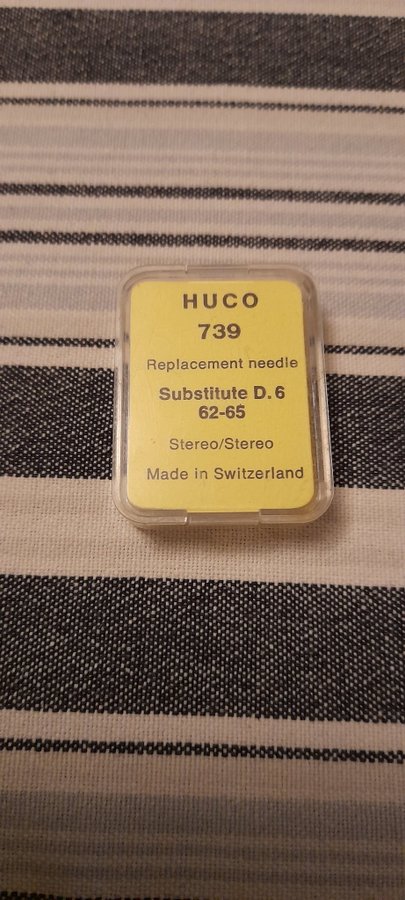 HUCO
739
Replacement needle
Substitute D.6
62-65
Stereo/Stereo
Made in Switzerland